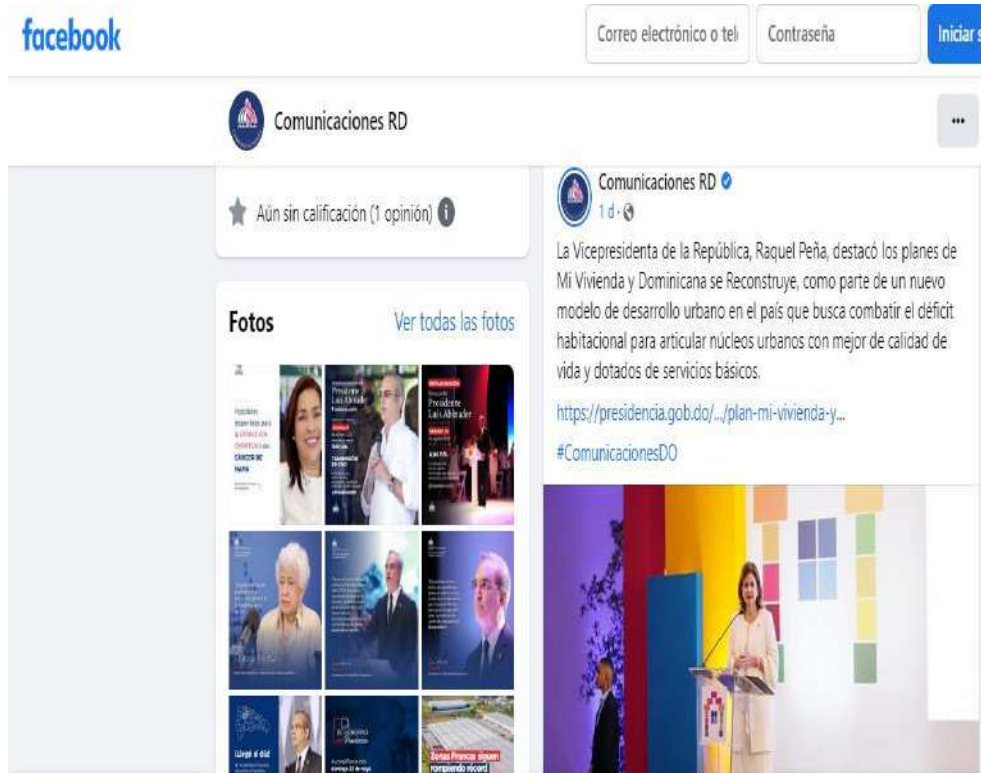 facebook
Correo electrónico o tel
Contraseña
Iniciar s
Comunicaciones RD
Aún sin calificación (1 opinión)
Fotos
Ver todas las fotos
Presidente
Luis Abinader
Presidente
Luis Abinader
CÁNCER DE
MAMA
¡Llegó el día!
Zonas Francas siguen
rompiendo récord
Comunicaciones RD
1 d
La Vicepresidenta de la República, Raquel Peña, destacó los planes de
Mi Vivienda y Dominicana se Reconstruye, como parte de un nuevo
modelo de desarrollo urbano en el país que busca combatir el déficit
habitacional para articular núcleos urbanos con mejor de calidad de
vida y dotados de servicios básicos.
https://presidencia.gob.do/.../plan-mi-vivienda-y...
#ComunicacionesDO